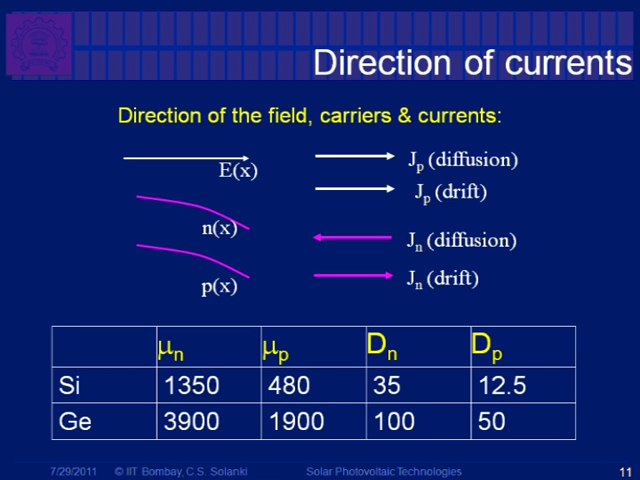 Direction of currents
Direction of the field, carriers & currents:
E(x)
n(x)
p(x)
Jp (diffusion)
Jp (drift)
Jn (diffusion)
Jn (drift)
μn μp Dn Dp
Si 1350 480 35 12.5
Ge 3900 1900 100 50
7/29/2011 © IIT Bombay, C.S. Solanki Solar Photovoltaic Technologies 11